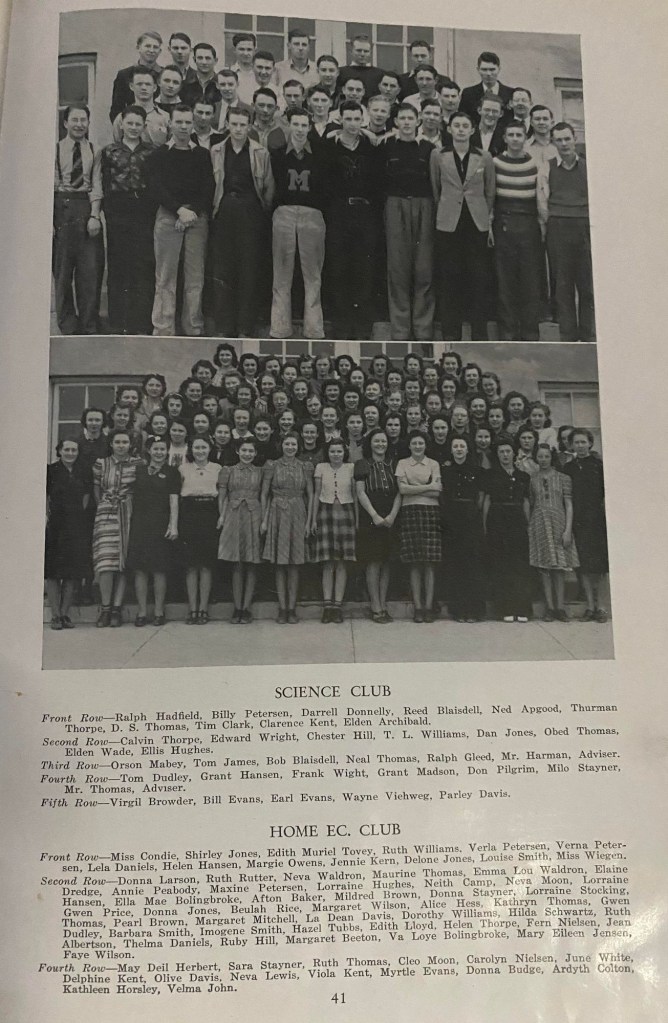 M
SCIENCE CLUB
Front Row—Ralph Hadfield, Billy Petersen, Darrell Donnelly, Reed Blaisdell, Ned Apgood, Thurman
Thorpe, D. S. Thomas, Tim Clark, Clarence Kent, Elden Archibald.
Second Row—Calvin Thorpe, Edward Wright, Chester Hill, T. L. Williams, Dan Jones, Obed Thomas,
Elden Wade, Ellis Hughes.
Third Row—Orson Mabey, Tom James, Bob Blaisdell, Neal Thomas, Ralph Gleed, Mr. Harman, Adviser.
Fourth Row—Tom Dudley, Grant Hansen, Frank Wight, Grant Madson, Don Pilgrim, Milo Stayner,
Mr. Thomas, Adviser.
Fifth Row—Virgil Browder, Bill Evans, Earl Evans, Wayne Viehweg, Parley Davis.
HOME EC. CLUB
Front Row—Miss Condie, Shirley Jones, Edith Muriel Tovey, Ruth Williams, Verla Petersen, Verna Peter-
sen, Lela Daniels, Helen Hansen, Margie Owens, Jennie Kern, Delone Jones, Louise Smith, Miss Wiegen.
Second Row—Donna Larson, Ruth Rutter, Neva Waldron, Maurine Thomas, Emma Lou Waldron, Elaine
Dredge, Annie Peabody, Maxine Petersen, Lorraine Hughes, Neith Camp, Neva Moon, Lorraine
Hansen, Ella Mae Bolingbroke, Afton Baker, Mildred Brown, Donna Stayner, Lorraine Stocking,
Gwen Price, Donna Jones, Beulah Rice, Margaret Wilson, Alice Hess, Kathryn Thomas, Gwen
Thomas, Pearl Brown, Margaret Mitchell, La Dean Davis, Dorothy Williams, Hilda Schwartz, Ruth
Dudley, Barbara Smith, Imogene Smith, Hazel Tubbs, Edith Lloyd, Helen Thorpe, Fern Nielsen, Jean
Albertson, Thelma Daniels, Ruby Hill, Margaret Beeton, Va Loye Bolingbroke, Mary Eileen Jensen,
Faye Wilson.
Fourth Row—May Deil Herbert, Sara Stayner, Ruth Thomas, Cleo Moon, Carolyn Nielsen, June White,
Delphine Kent, Olive Davis, Neva Lewis, Viola Kent, Myrtle Evans, Donna Budge, Ardyth Colton,
Kathleen Horsley, Velma John.
41